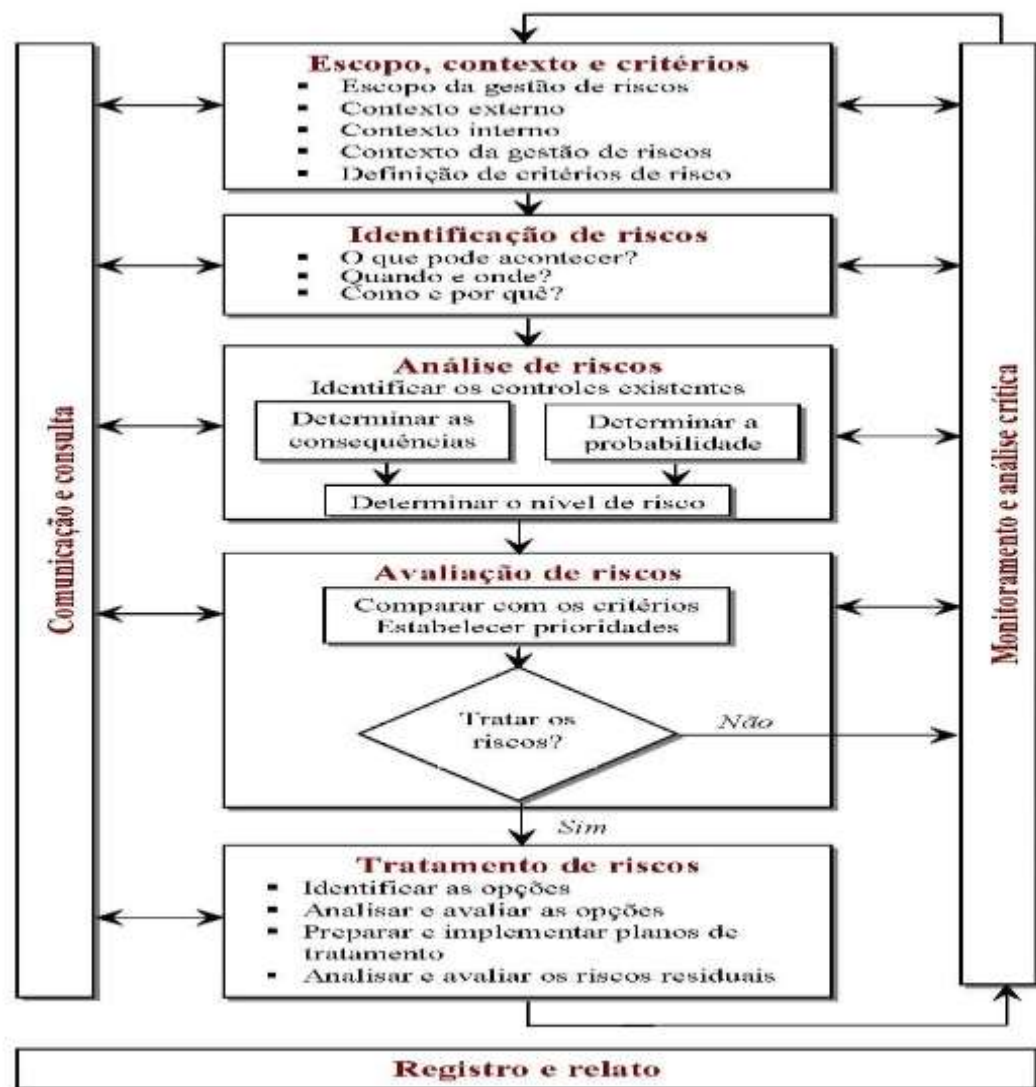 Escopo, contexto e critérios
▪ Escopo da gestão de riscos
▪ Contexto externo
▪ Contexto interno
▪ Contexto da gestão de riscos
▪ Definição de critérios de risco
Identificação de riscos
▪ O que pode acontecer?
▪ Quando e onde?
▪ Como e por quê?
Análise de riscos
Identificar os controles existentes
Determinar as
consequências
Determinar a
probabilidade
Determinar o nível de risco
Avaliação de riscos
Comparar com os critérios
Estabelecer prioridades
Tratar os
riscos?
Não
Sim
Tratamento de riscos
▪ Identificar as opções
▪ Analisar e avaliar as opções
▪ Preparar e implementar planos de
tratamento
▪ Analisar e avaliar os riscos residuais
Comunicação e consulta
Monitoramento e análise crítica
Registro e relato